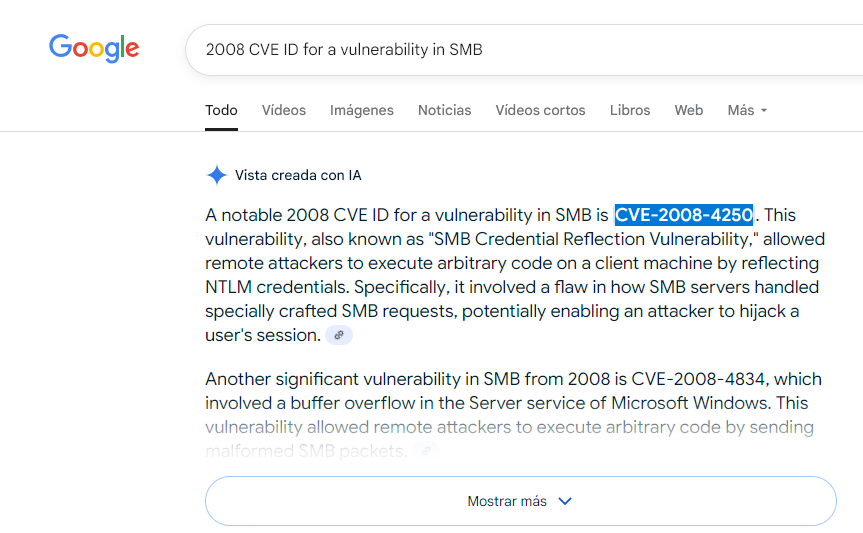 Google
2008 CVE ID for a vulnerability in SMB
Todo Vídeos Imágenes Noticias Vídeos cortos Libros Web Más
Vista creada con IA
A notable 2008 CVE ID for a vulnerability in SMB is CVE-2008-4250. This
vulnerability, also known as "SMB Credential Reflection Vulnerability," allowed
remote attackers to execute arbitrary code on a client machine by reflecting
NTLM credentials. Specifically, it involved a flaw in how SMB servers handled
specially crafted SMB requests, potentially enabling an attacker to hijack a
user's session.
Another significant vulnerability in SMB from 2008 is CVE-2008-4834, which
involved a buffer overflow in the Server service of Microsoft Windows. This
vulnerability allowed remote attackers to execute arbitrary code by sending
malformed SMB packets.
Mostrar más